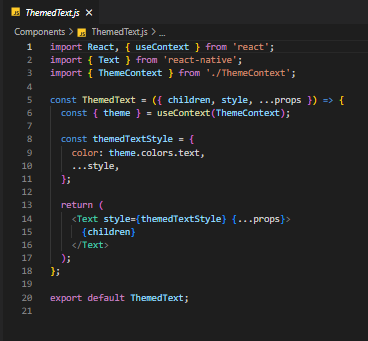 JS ThemedText.js ×
Components > JS ThemedText.js > ...
1 import React, { useContext } from 'react';
2 import { Text } from 'react-native';
3 import { ThemeContext } from './ThemeContext';
4
5 const ThemedText = ({ children, style, ...props }) => {
6 const { theme } = useContext(ThemeContext);
7
8 const themedTextStyle = {
9 color: theme.colors.text,
10 ...style,
11 };
12
13 return (
14 <Text style={themedTextStyle} {...props}>
15 {children}
16 </Text>
17 );
18 };
19
20 export default ThemedText;
21